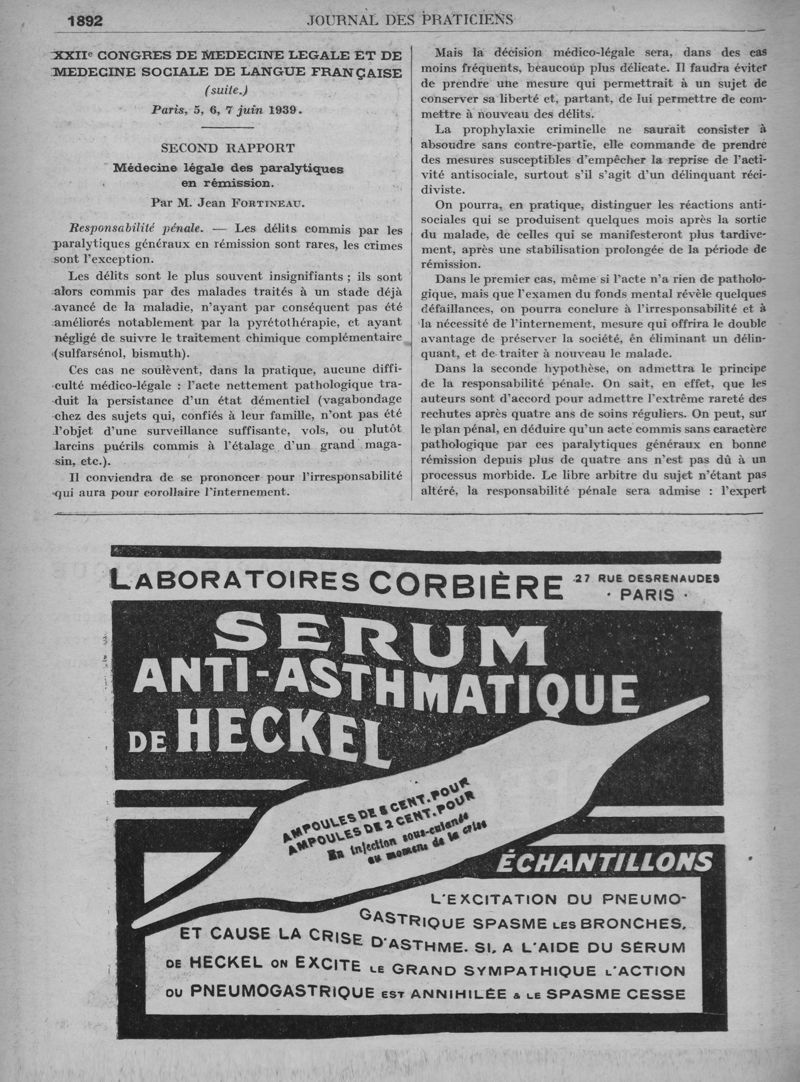 1892
JOURNAL DES PRATICIENS
XXIIe CONGRES DE MEDECINE LEGALE ET DE
MEDECINE SOCIALE DE LANGUE FRANÇAISE
(suite.)
Paris, 5, 6, 7 juin 1939.
SECOND RAPPORT
Médecine légale des paralytiques
en rémission.
Par M. Jean FORTINEAU.
Responsabilité pénale. — Les délits commis par les
paralytiques généraux en rémission sont rares, les crimes
sont l'exception.
Les délits sont le plus souvent insignifiants ; ils sont
alors commis par des malades traités à un stade déjà
avancé de la maladie, n'ayant par conséquent pas été
améliorés notablement par la pyrétothérapie, et ayant
négligé de suivre le traitement chimique complémentaire
(sulfarsénol, bismuth).
Ces cas ne soulèvent, dans la pratique, aucune diffi-
culté médico-légale : l'acte nettement pathologique tra-
duit la persistance d'un état démentiel (vagabondage
chez des sujets qui, confiés à leur famille, n'ont pas été
l'objet d'une surveillance suffisante, vols, ou plutôt
larcins puérils commis à l'étalage d'un grand maga-
sin, etc.).
Il conviendra de se prononcer pour l'irresponsabilité
qui aura pour corollaire l'internement.
Mais la décision médico-légale sera, dans des cas
moins fréquents, beaucoup plus délicate. Il faudra éviter
de prendre une mesure qui permettrait à un sujet de
conserver sa liberté et, partant, de lui permettre de com-
mettre à nouveau des délits.
La prophylaxie criminelle ne saurait consister à
absoudre sans contre-partie, elle commande de prendre
des mesures susceptibles d'empêcher la reprise de l'acti-
vité antisociale, surtout s'il s'agit d'un délinquant réci-
diviste.
On pourra, en pratique, distinguer les réactions anti-
sociales qui se produisent quelques mois après la sortie
du malade, de celles qui se manifesteront plus tardive-
ment, après une stabilisation prolongée de la période de
rémission.
Dans le premier cas, même si l'acte n'a rien de patholo-
gique, mais que l'examen du fonds mental révèle quelques
défaillances, on pourra conclure à l'irresponsabilité et à
la nécessité de l'internement, mesure qui offrira le double
avantage de préserver la société, en éliminant un délin-
quant, et de traiter à nouveau le malade.
Dans la seconde hypothèse, on admettra le principe
de la responsabilité pénale. On sait, en effet, que les
auteurs sont d'accord pour admettre l'extrême rareté des
rechutes après quatre ans de soins réguliers. On peut, sur
le plan pénal, en déduire qu'un acte commis sans caractère
pathologique par ces paralytiques généraux en bonne
rémission depuis plus de quatre ans n'est pas dû à un
processus morbide. Le libre arbitre du sujet n'étant pas
altéré, la responsabilité pénale sera admise : l'expert
LABORATOIRES CORBIÈRE 27 RUE DESRENAUDES
· PARIS ·
SERUM
ANTI-ASTHMATIQUE
DE HECKEL
AMPOULES DE 5 CENT. POUR
AMPOULES DE 2 CENT. POUR
En injection sous-cutanée
au moment de la crise
ÉCHANTILLONS
L'EXCITATION DU PNEUMO-
GASTRIQUE SPASME LES BRONCHES,
ET CAUSE LA CRISE D'ASTHME. SI, A L'AIDE DU SÉRUM
DE HECKEL ON EXCITE LE GRAND SYMPATHIQUE L'ACTION
DU PNEUMOGASTRIQUE EST ANNIHILÉE & LE SPASME CESSE